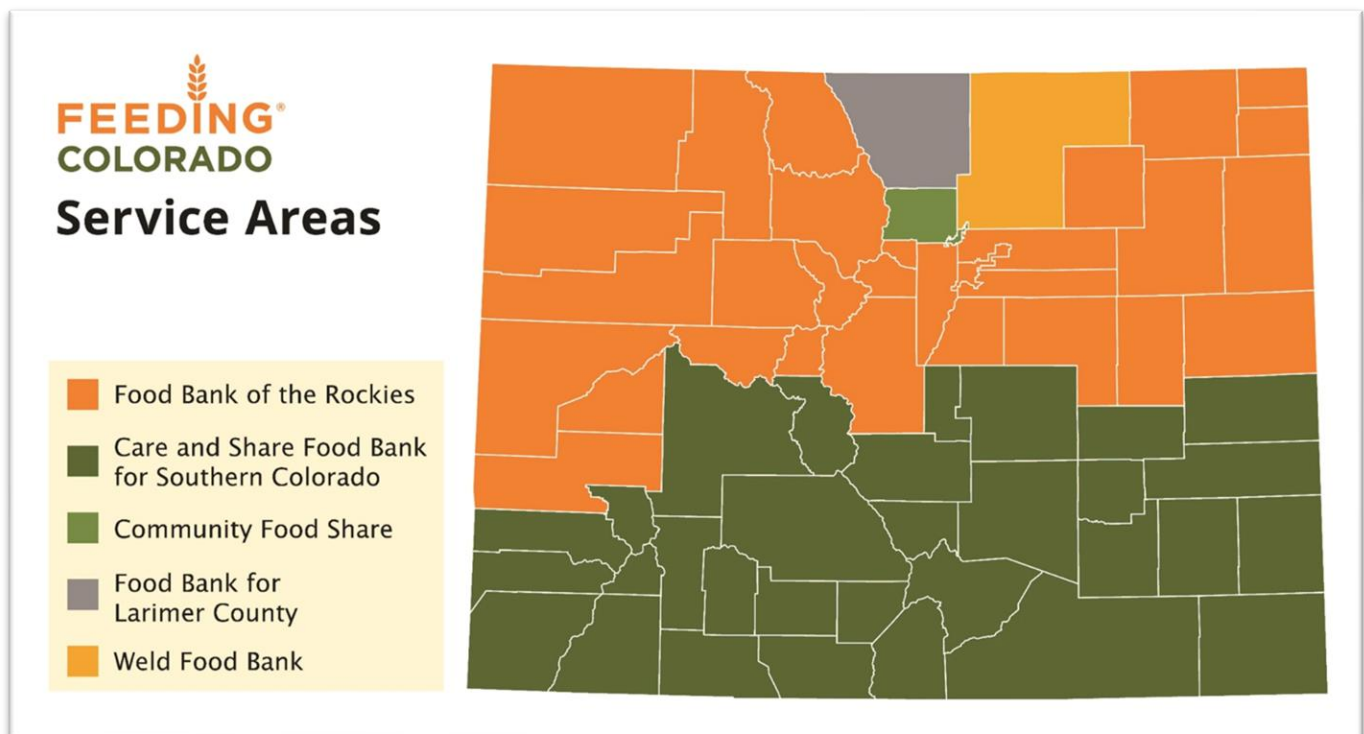 FEEDING®
COLORADO
Service Areas
Food Bank of the Rockies
Care and Share Food Bank
for Southern Colorado
Community Food Share
Food Bank for
Larimer County
Weld Food Bank